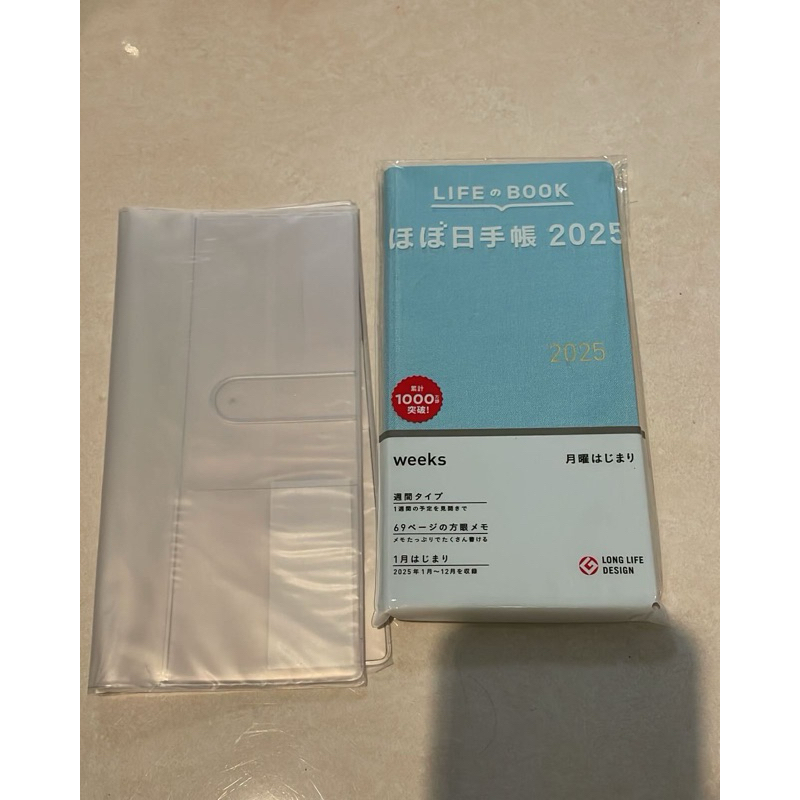 LIFEのBOOK
ほぼ日手帳 2025
2025
累計
1000万部
突破!
weeks
月曜はじまり
週間タイプ
1週間の予定を見開きで
69ページの方眼メモ
メモたっぷりでたくさん書ける
1月はじまり
2025年1月〜12月を収録
LONG LIFE
DESIGN